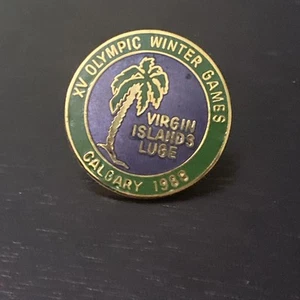 XV OLYMPIC WINTER GAMES
VIRGIN
ISLANDS
LUGE
CALGARY 1988